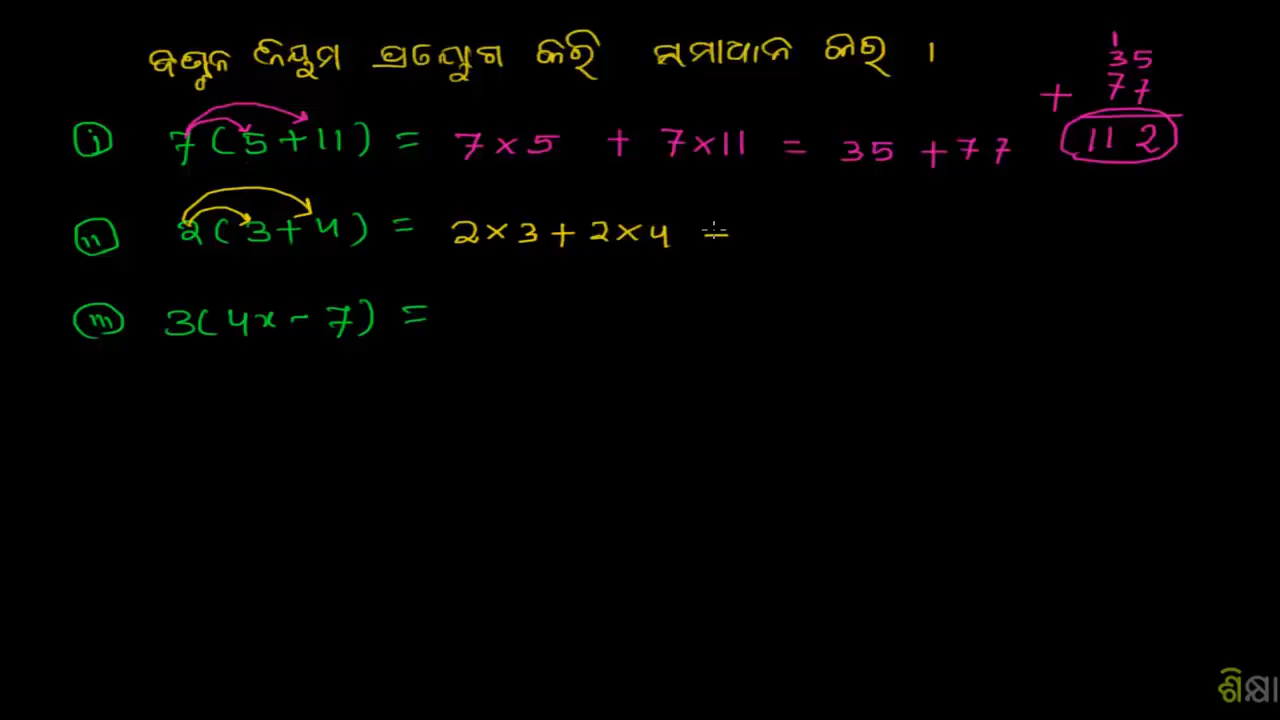 ବଣ୍ଟନ ନିୟମ ପ୍ରୟୋଗ କରି ସମାଧାନ କର ।
(i) 7(5+11) = 7×5 + 7×11 = 35 + 77
1
35
+ 77
112
(ii) 2(3+4) = 2×3+2×4 =
(iii) 3(4x-7) =
ଶିକ୍ଷା